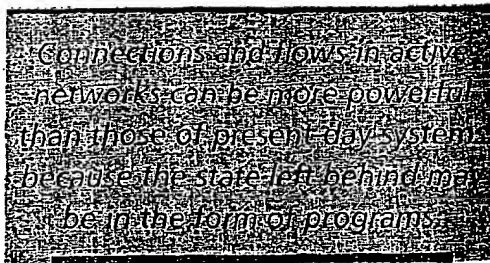 Connections and flows in active
networks can be more powerful
than those of present-day systems
because the state left behind may
be in the form of programs.